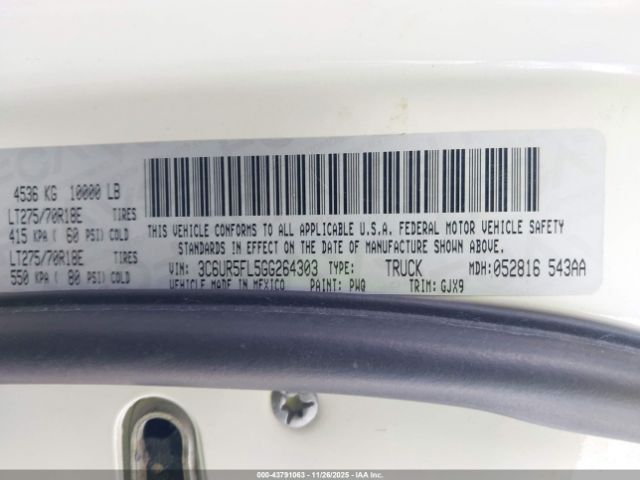 4536 KG 10000 LB
LT275/70R18E TIRES
415 KPA ( 60 PSI) COLD
LT275/70R18E TIRES
550 KPA ( 80 PSI) COLD
THIS VEHICLE CONFORMS TO ALL APPLICABLE U.S.A. FEDERAL MOTOR VEHICLE SAFETY
STANDARDS IN EFFECT ON THE DATE OF MANUFACTURE SHOWN ABOVE.
VIN: 3C6UR5FL5GG264303 TYPE: TRUCK MDH: 052816 543AA
VEHICLE MADE IN MEXICO PAINT: PWQ TRIM: GJX9
000-43791063 | 11/26/2025 - IAA, Inc.